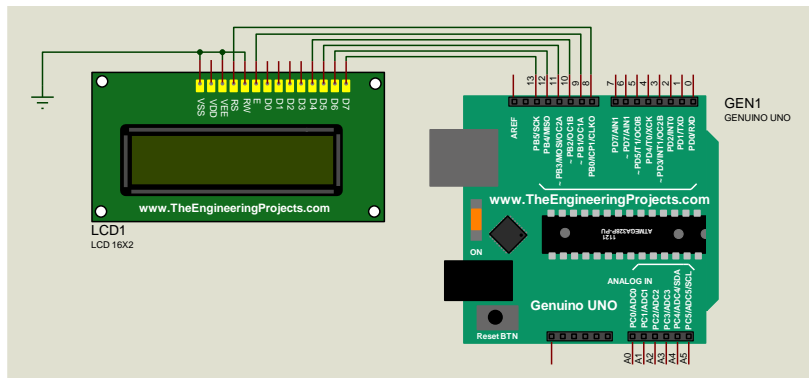 VSS
VDD
VEE
RS
RW
E
D0
D1
D2
D3
D4
D5
D6
D7
www.TheEngineeringProjects.com
LCD1
LCD 16X2
13
12
11
10
9
8
7
6
5
4
3
2
1
0
AREF
PB5/SCK
PB4/MISO
~ PB3/MOSI/OC2A
~ PB2/OC1B
~ PB1/OC1A
PB0/ICP1/CLKO
PD7/AIN1
~ PD6/AIN1
~ PD5/T1/OC0B
PD4/T0/XCK
~ PD3/INT1/OC2B
PD2/INT0
PD1/TXD
PD0/RXD
GEN1
GENUINO UNO
www.TheEngineeringProjects.com
1121
ATMEGA328P-PU
ON
ANALOG IN
Genuino UNO
Reset BTN
PC0/ADC0
PC1/ADC1
PC2/ADC2
PC3/ADC3
PC4/ADC4/SDA
PC5/ADC5/SCL
A0
A1
A2
A3
A4
A5